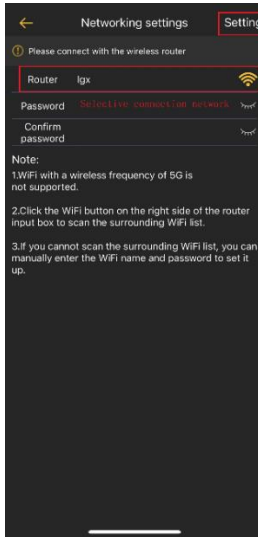 Networking settings Setting
Please connect with the wireless router
Router lgx
Password Selective connection network
Confirm
password
Note:
1.WiFi with a wireless frequency of 5G is
not supported.
2.Click the WiFi button on the right side of the router
input box to scan the surrounding WiFi list.
3.If you cannot scan the surrounding WiFi list, you can
manually enter the WiFi name and password to set it
up.